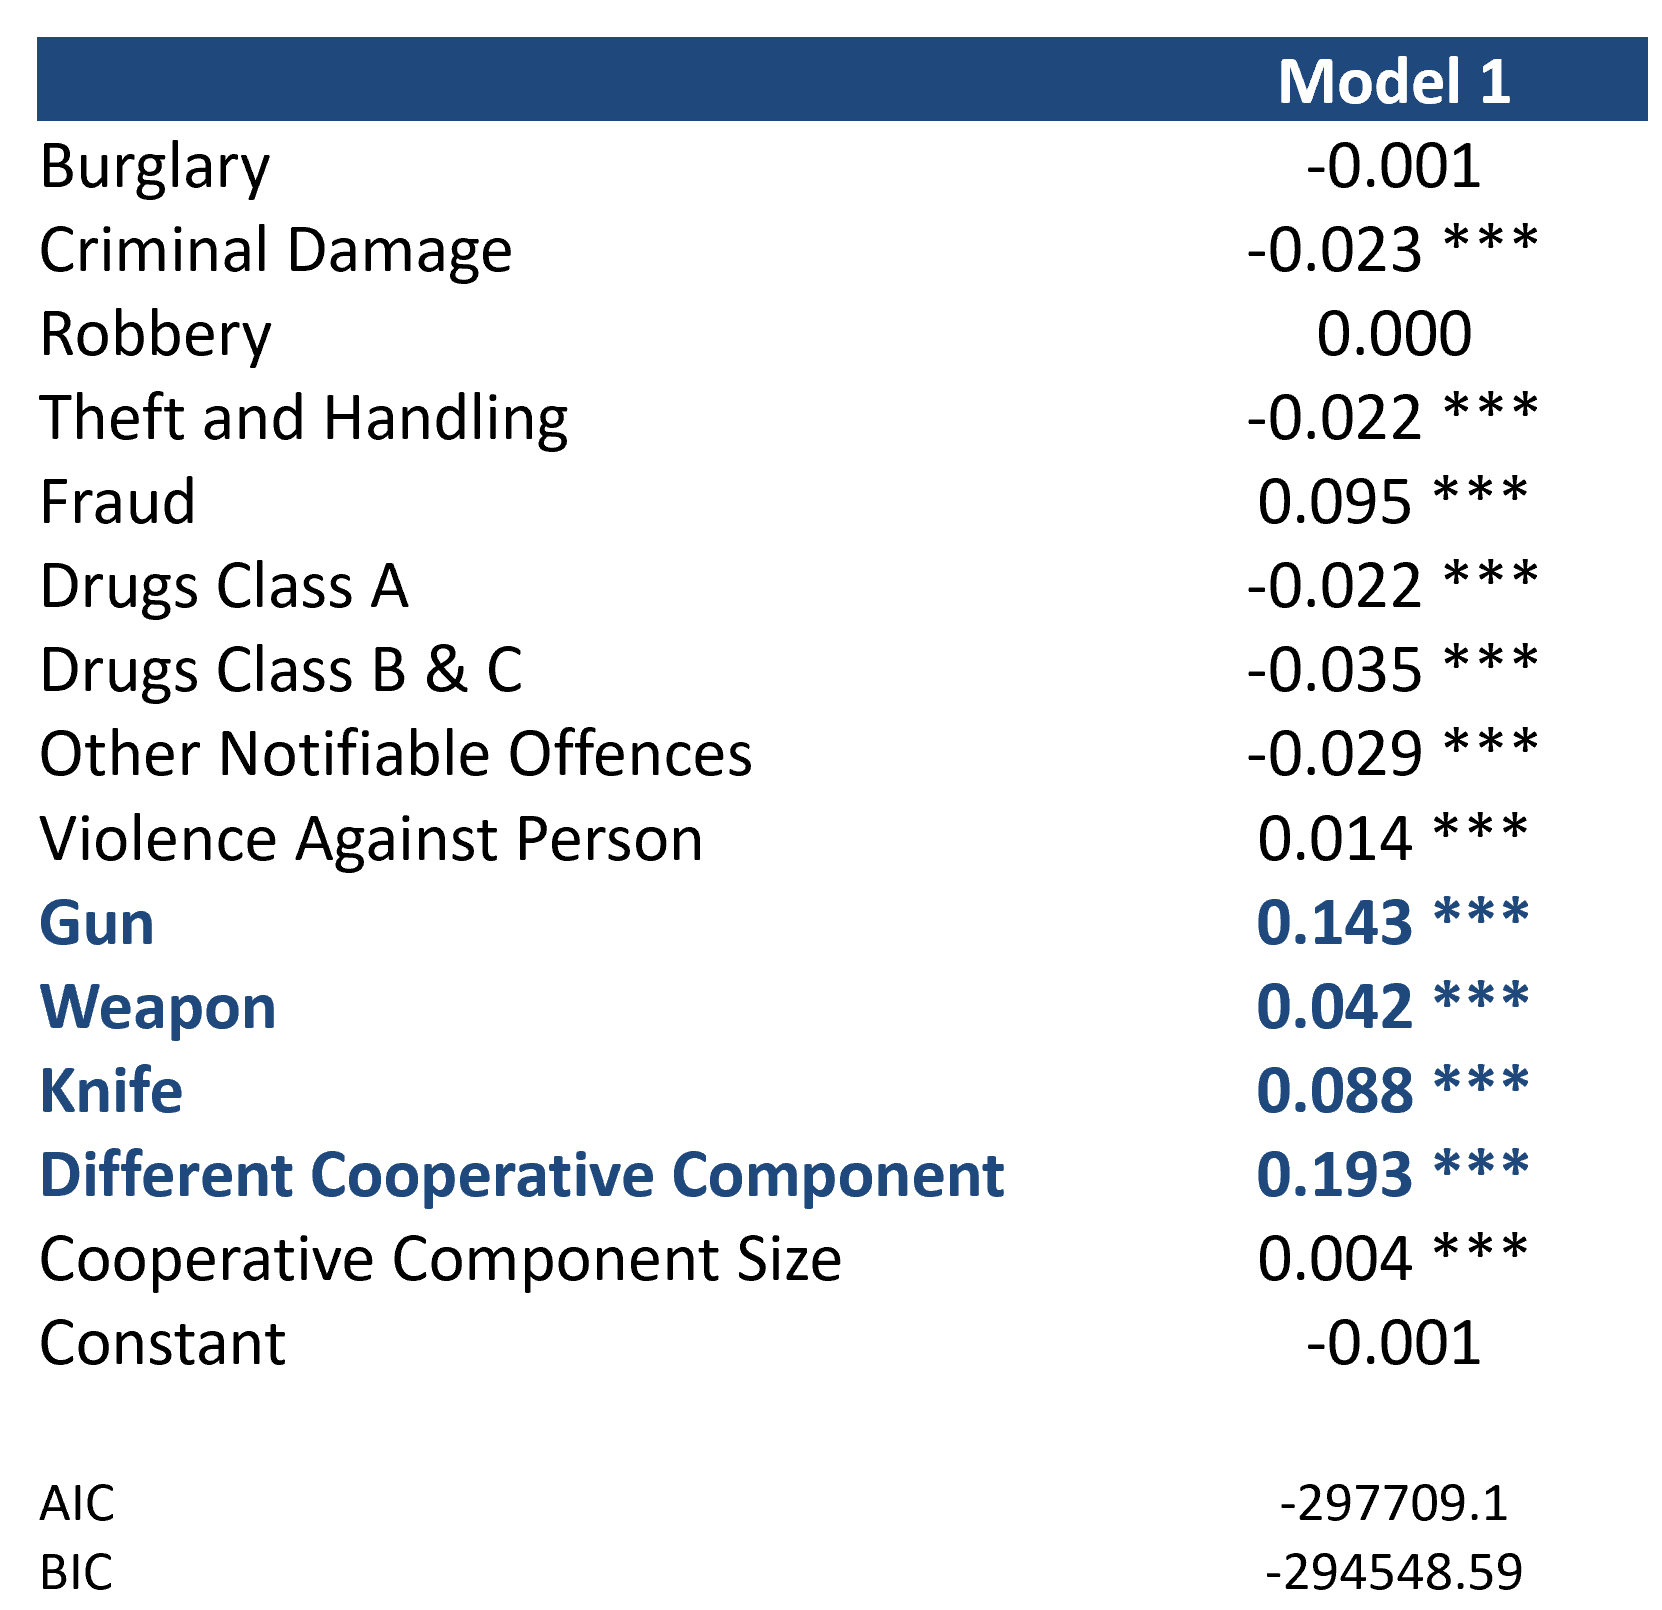 Model 1
Burglary -0.001
Criminal Damage -0.023 ***
Robbery 0.000
Theft and Handling -0.022 ***
Fraud 0.095 ***
Drugs Class A -0.022 ***
Drugs Class B & C -0.035 ***
Other Notifiable Offences -0.029 ***
Violence Against Person 0.014 ***
Gun 0.143 ***
Weapon 0.042 ***
Knife 0.088 ***
Different Cooperative Component 0.193 ***
Cooperative Component Size 0.004 ***
Constant -0.001
AIC -297709.1
BIC -294548.59